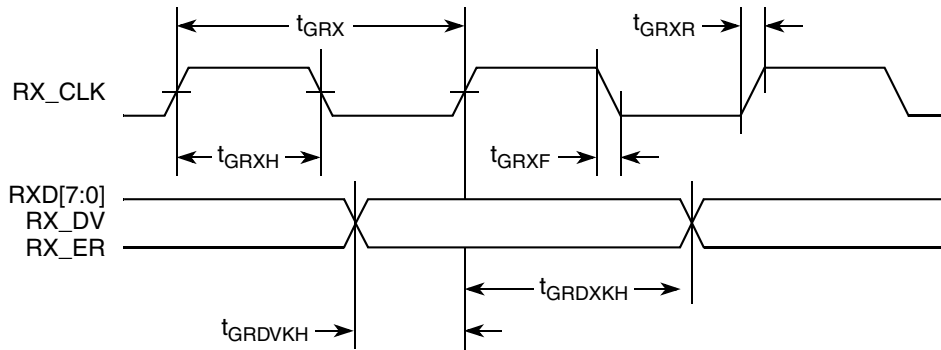 tGRX
tGRXR
RX_CLK
tGRXH
tGRXF
RXD[7:0]
RX_DV
RX_ER
tGRDXKH
tGRDVKH